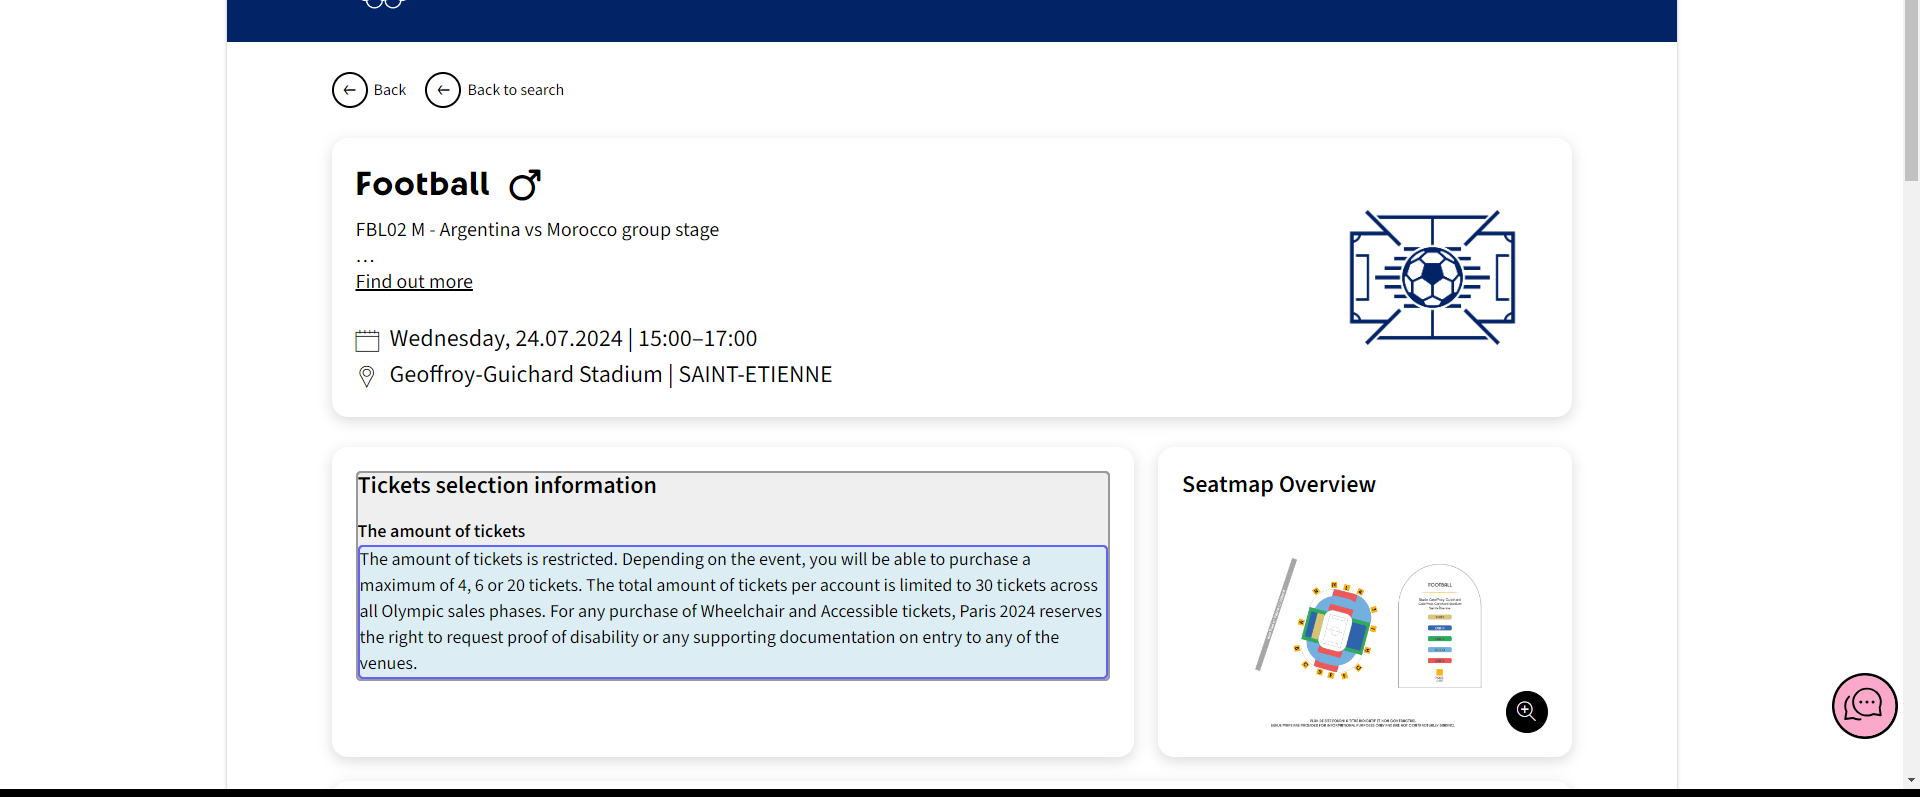 Back
Back to search
Football
FBL02 M - Argentina vs Morocco group stage
...
Find out more
Wednesday, 24.07.2024 | 15:00–17:00
Geoffroy-Guichard Stadium | SAINT-ETIENNE
Tickets selection information
The amount of tickets
The amount of tickets is restricted. Depending on the event, you will be able to purchase a
maximum of 4, 6 or 20 tickets. The total amount of tickets per account is limited to 30 tickets across
all Olympic sales phases. For any purchase of Wheelchair and Accessible tickets, Paris 2024 reserves
the right to request proof of disability or any supporting documentation on entry to any of the
venues.
Seatmap Overview
FOOTBALL